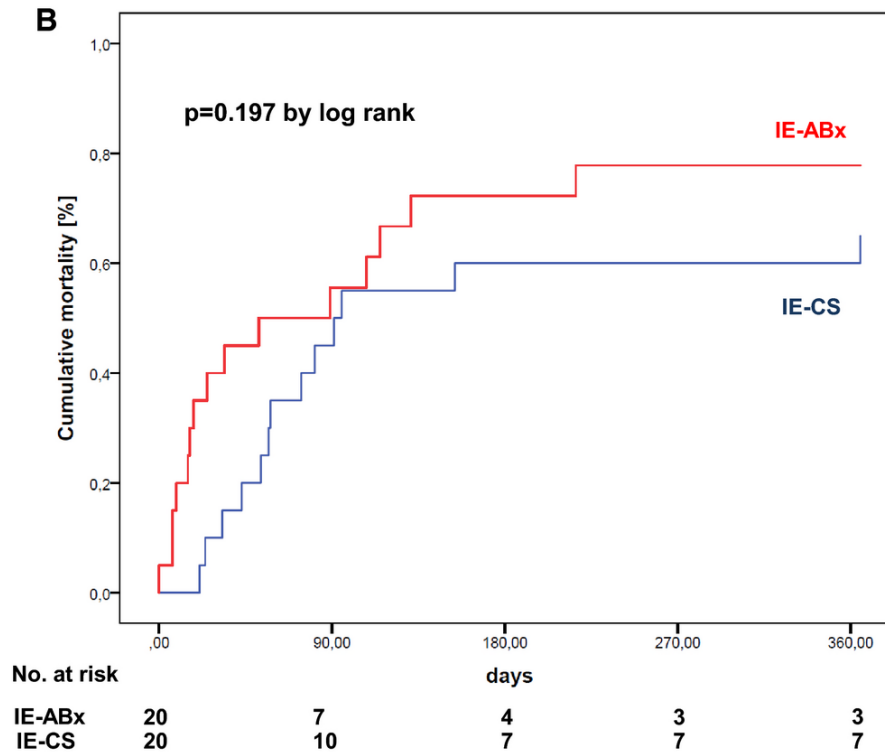 B
1,0
p=0.197 by log rank
IE-ABx
0,8
0,6
IE-CS
0,4
0,2
0,0
Cumulative mortality [%]
,00 90,00 180,00 270,00 360,00
days
No. at risk
IE-ABx 20 7 4 3 3
IE-CS 20 10 7 7 7